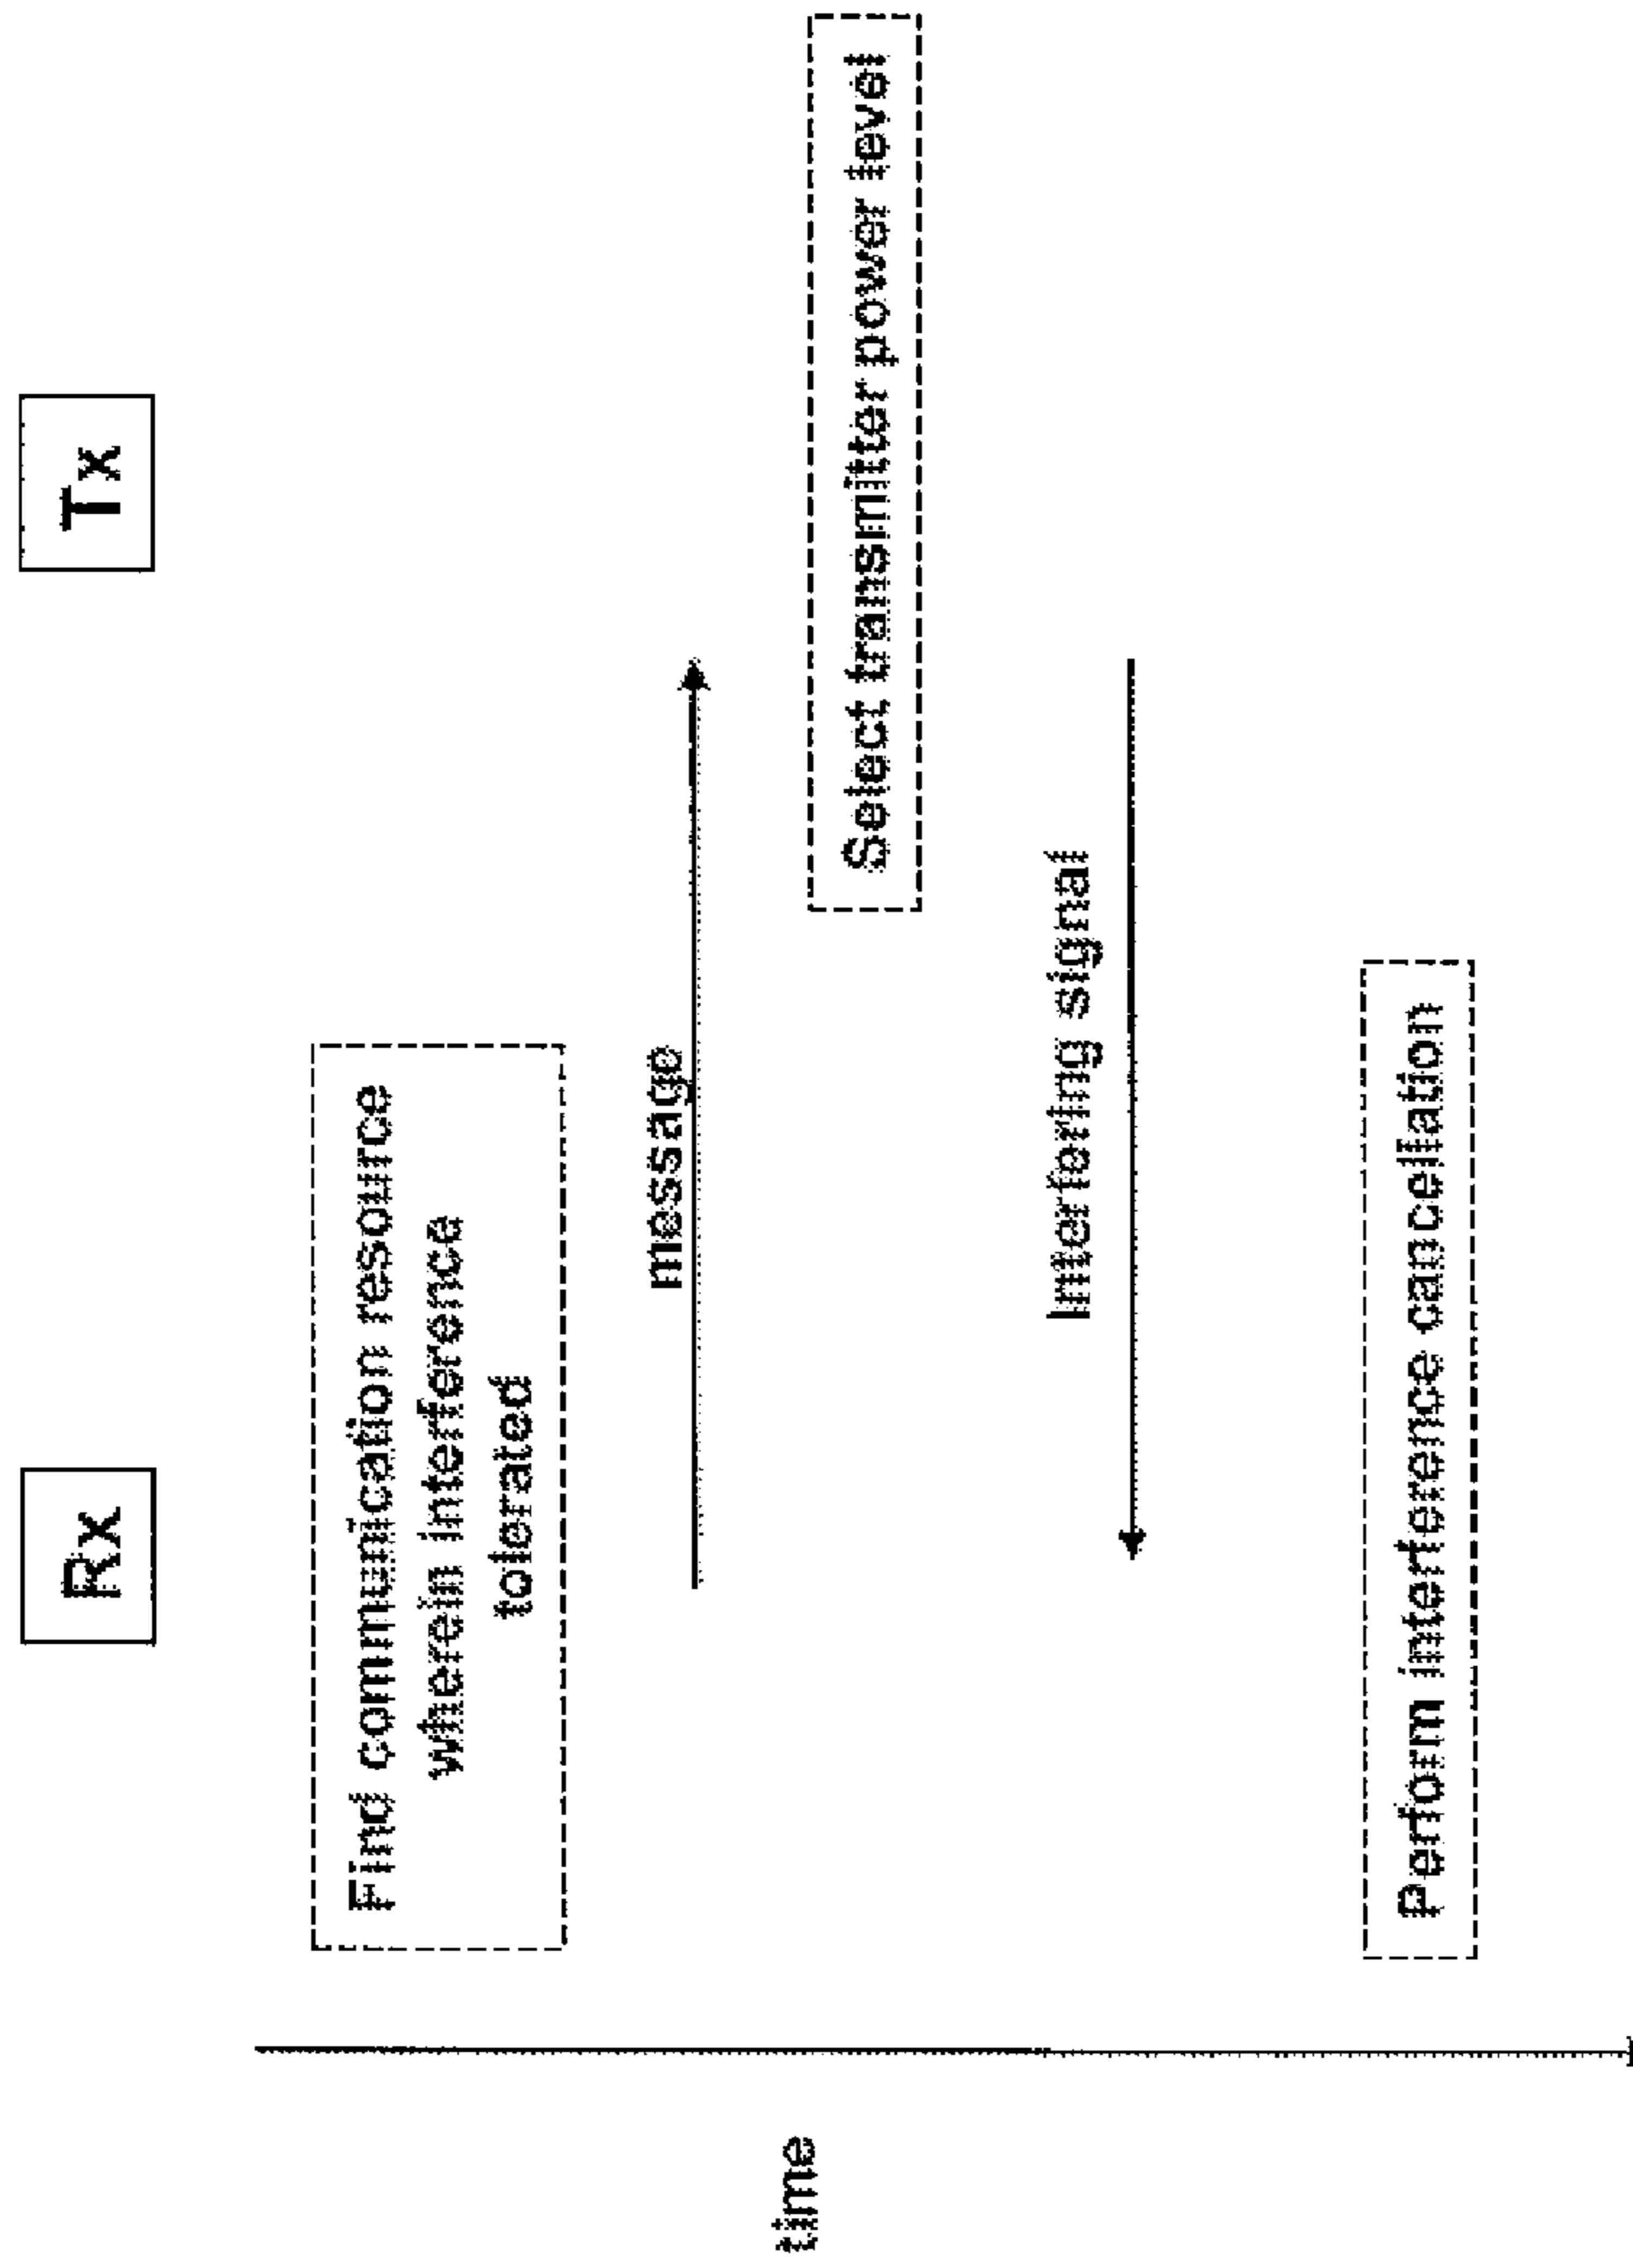 Rx
Tx
Find communication resource
wherein interference
tolerated
message
Select transmitter power level
Interfering signal
Perform interference cancellation
time